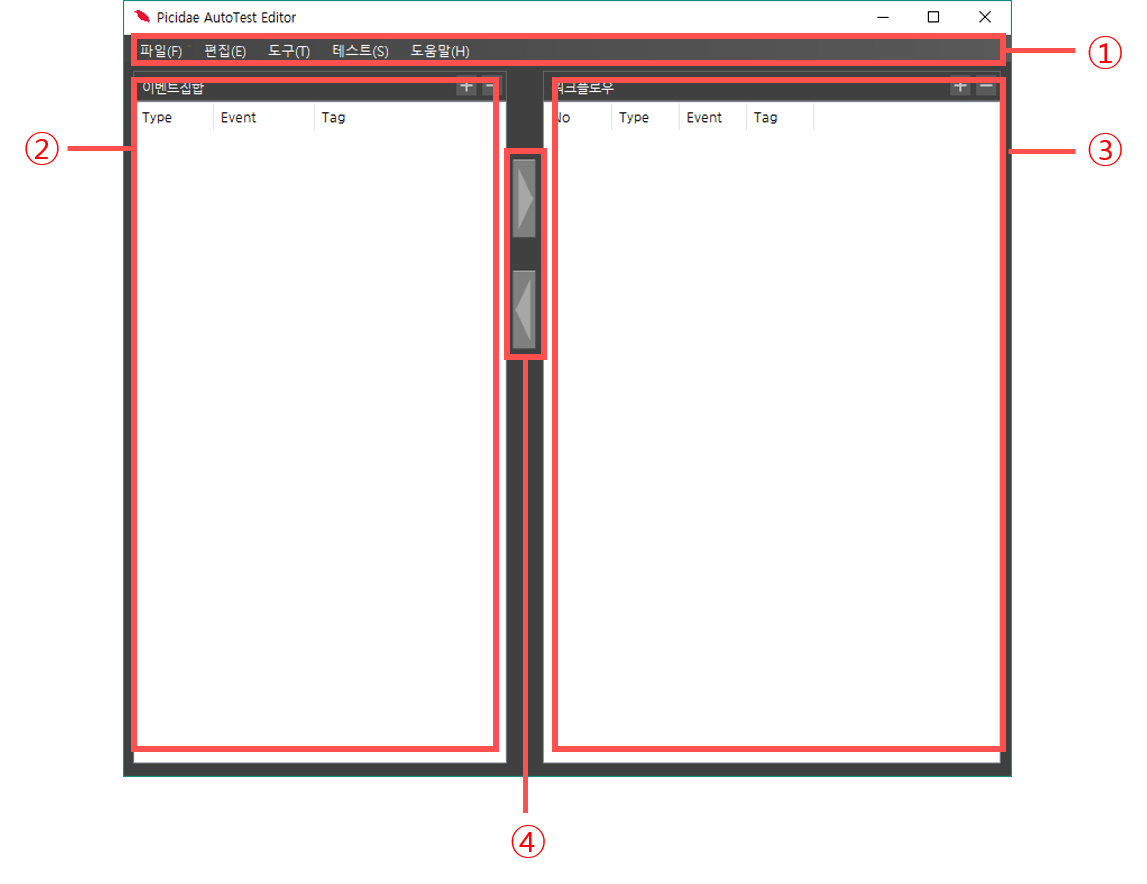 Picidae AutoTest Editor
파일(F) 편집(E) 도구(T) 테스트(S) 도움말(H)
①
이벤트집합
워크플로우
Type Event Tag
No Type Event Tag
②
③
④